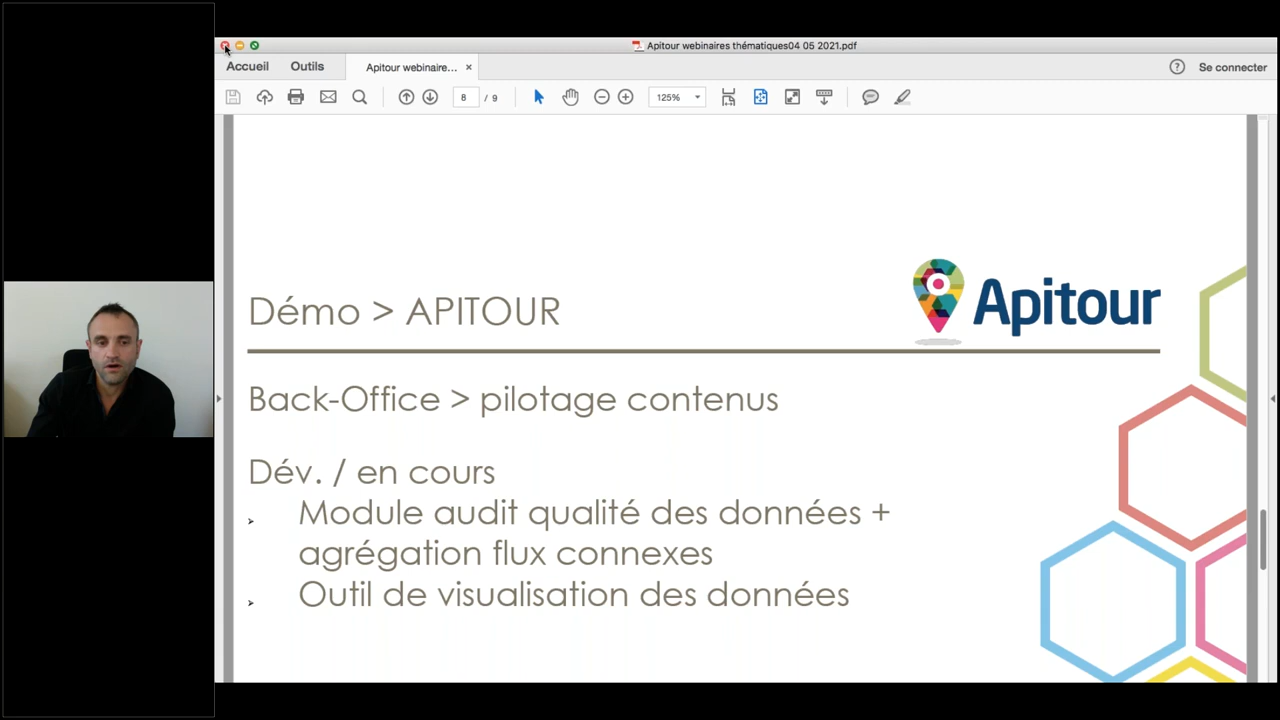 Apitour webinaires thématiques04 05 2021.pdf
Accueil Outils Apitour webinaire... × ? Se connecter
8 / 9 125%
Apitour
Démo > APITOUR
Back-Office > pilotage contenus
Dév. / en cours
Module audit qualité des données +
agrégation flux connexes
Outil de visualisation des données